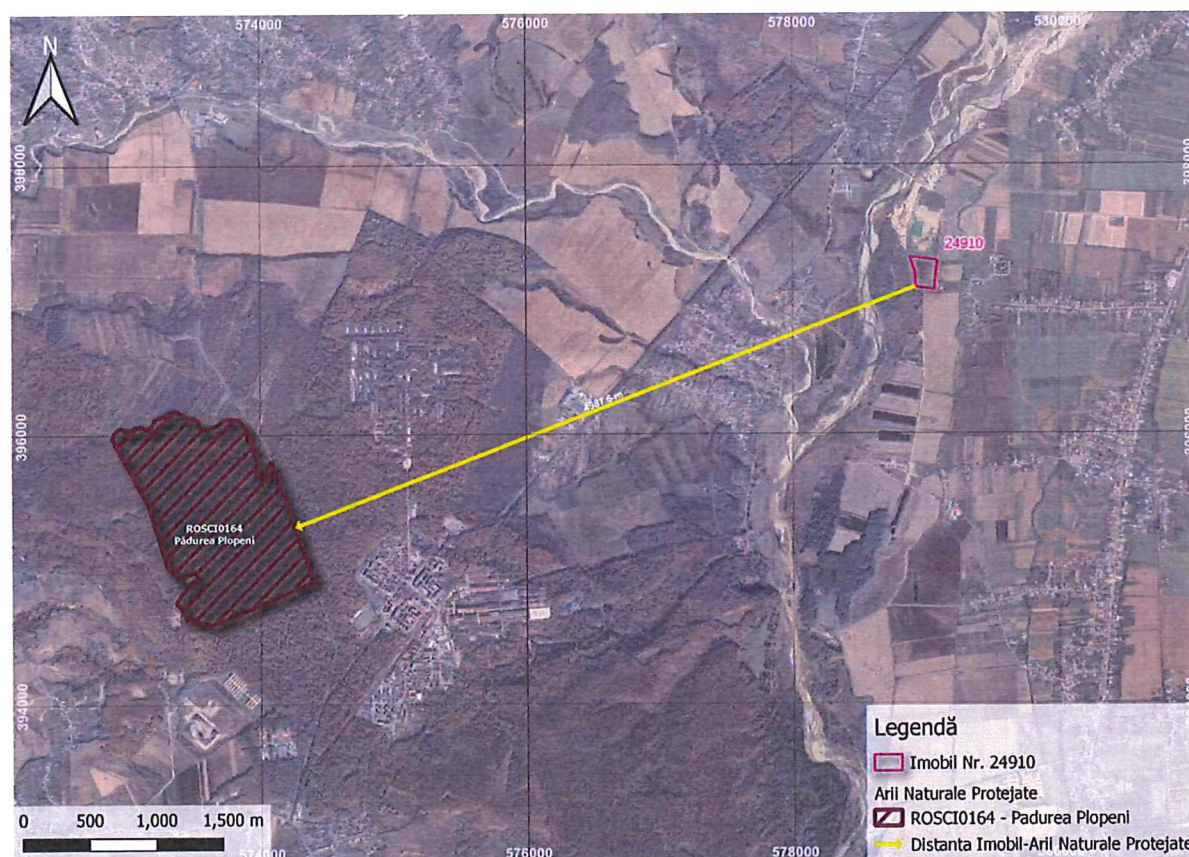 574000
576000
578000
580000
N
398000
398000
24910
396000
396000
ROSCI0164
Pădurea Plopeni
394000
Legendă
Imobil Nr. 24910
Arii Naturale Protejate
ROSCI0164 - Padurea Plopeni
Distanta Imobil-Arii Naturale Protejate
0 500 1,000 1,500 m
574000
576000
578000